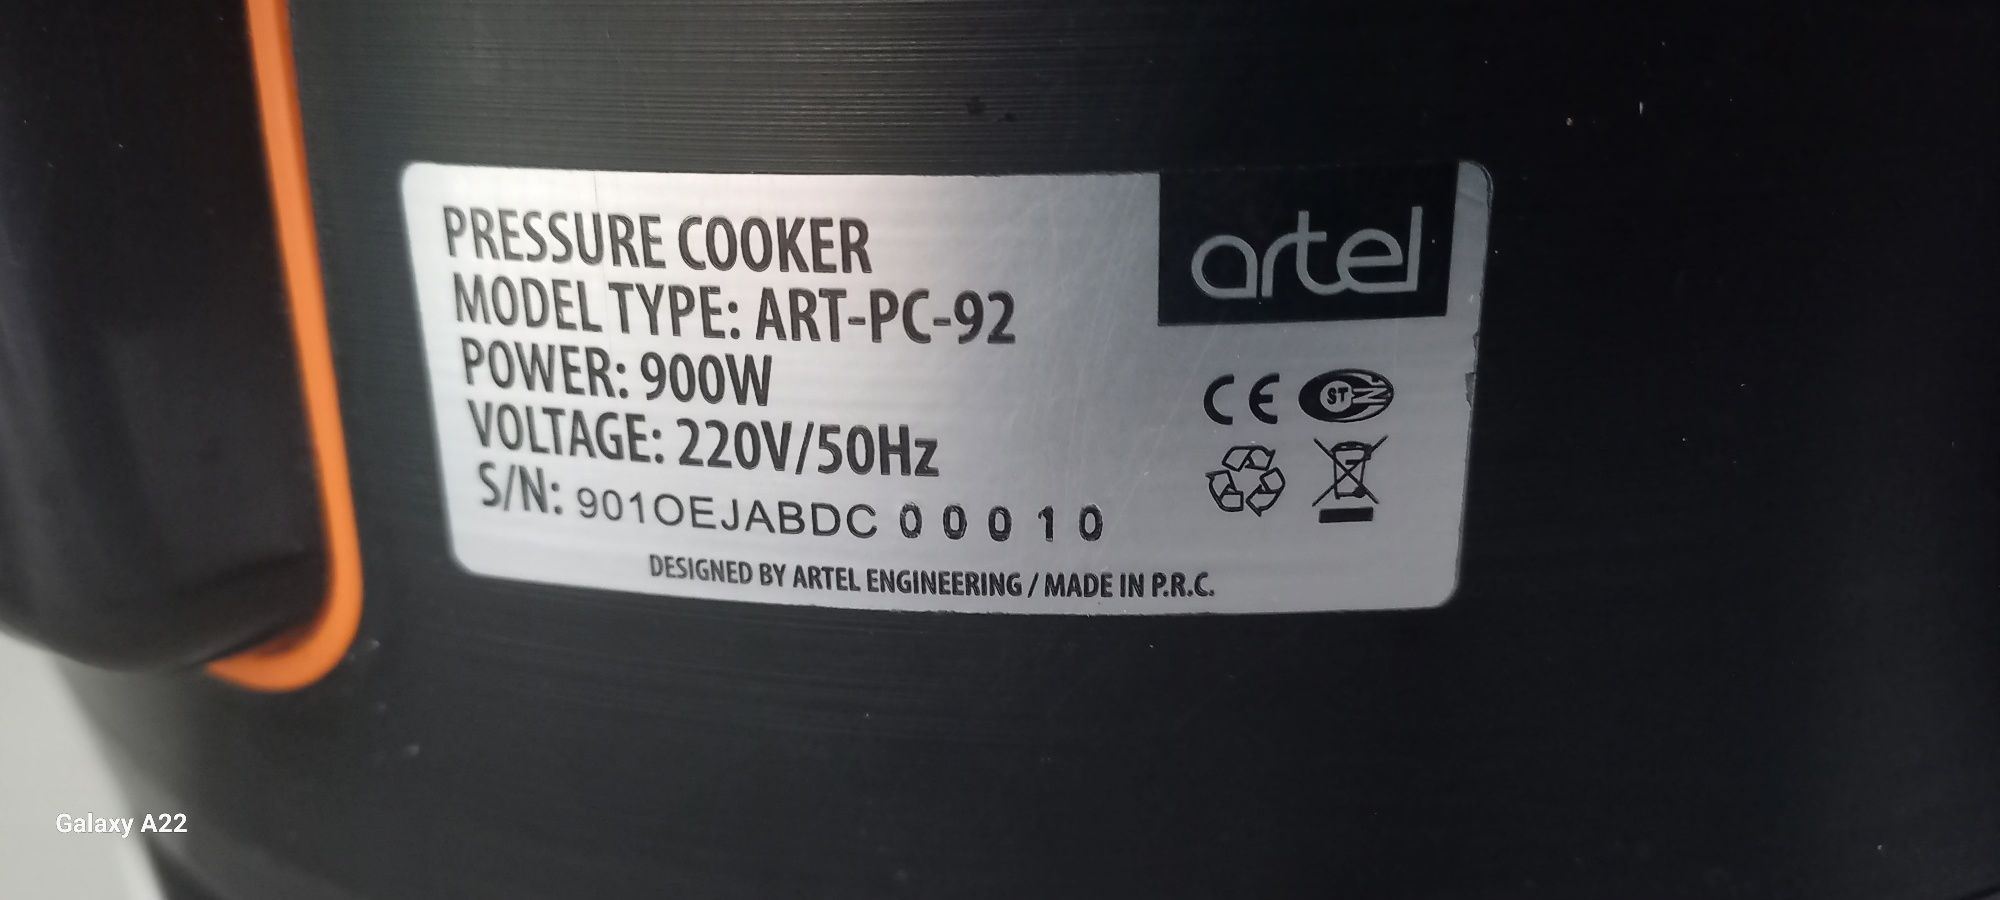 PRESSURE COOKER
MODEL TYPE: ART-PC-92
POWER: 900W
VOLTAGE: 220V/50Hz
S/N: 901OEJABDC 00010
DESIGNED BY ARTEL ENGINEERING / MADE IN P.R.C.
artel
CE
ST
Galaxy A22